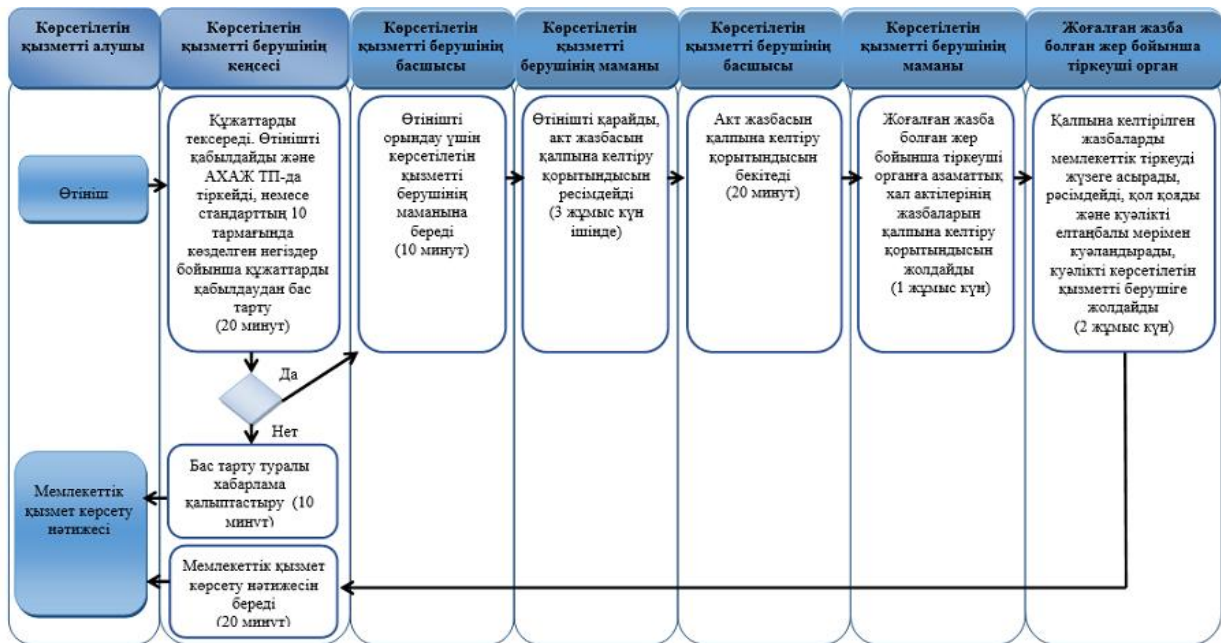 Көрсетілетін
қызметті алушы
Көрсетілетін
қызметті берушінің
кеңсесі
Көрсетілетін
қызметті берушінің
басшысы
Көрсетілетін
қызметті
берушінің маманы
Көрсетілетін
қызметті берушінің
басшысы
Көрсетілетін
қызметті берушінің
маманы
Жоғалған жазба
болған жер бойынша
тіркеуші орган
Өтініш
Құжаттарды
тексереді. Өтінішті
қабылдайды және
АХАЖ ТП-да
тіркейді, немесе
стандарттың 10
тармағында
көзделген негіздер
бойынша құжаттарды
қабылдаудан бас
тарту
(20 минут)
Өтінішті
орындау үшін
көрсетілетін
қызметті
берушінің
маманына
береді
(10 минут)
Өтінішті қарайды,
акт жазбасын
қалпына келтіру
қорытындысын
ресімдейді
(3 жұмыс күн
ішінде)
Акт жазбасын
қалпына келтіру
қорытындысын
бекітеді
(20 минут)
Жоғалған жазба
болған жер
бойынша тіркеуші
органға азаматтық
хал актілерінің
жазбаларын
қалпына келтіру
қорытындысын
жолдайды
(1 жұмыс күн)
Қалпына келтірілген
жазбаларды
мемлекеттік тіркеуді
жүзеге асырады,
рәсімдейді, қол қояды
және куәлікті
елтаңбалы мөрімен
куәландырады,
куәлікті көрсетілетін
қызметті берушіге
жолдайды
(2 жұмыс күн)
Да
Нет
Бас тарту туралы
хабарлама
қалыптастыру (10
минут)
Мемлекеттік
қызмет көрсету
нәтижесі
Мемлекеттік қызмет
көрсету нәтижесін
береді
(20 минут)